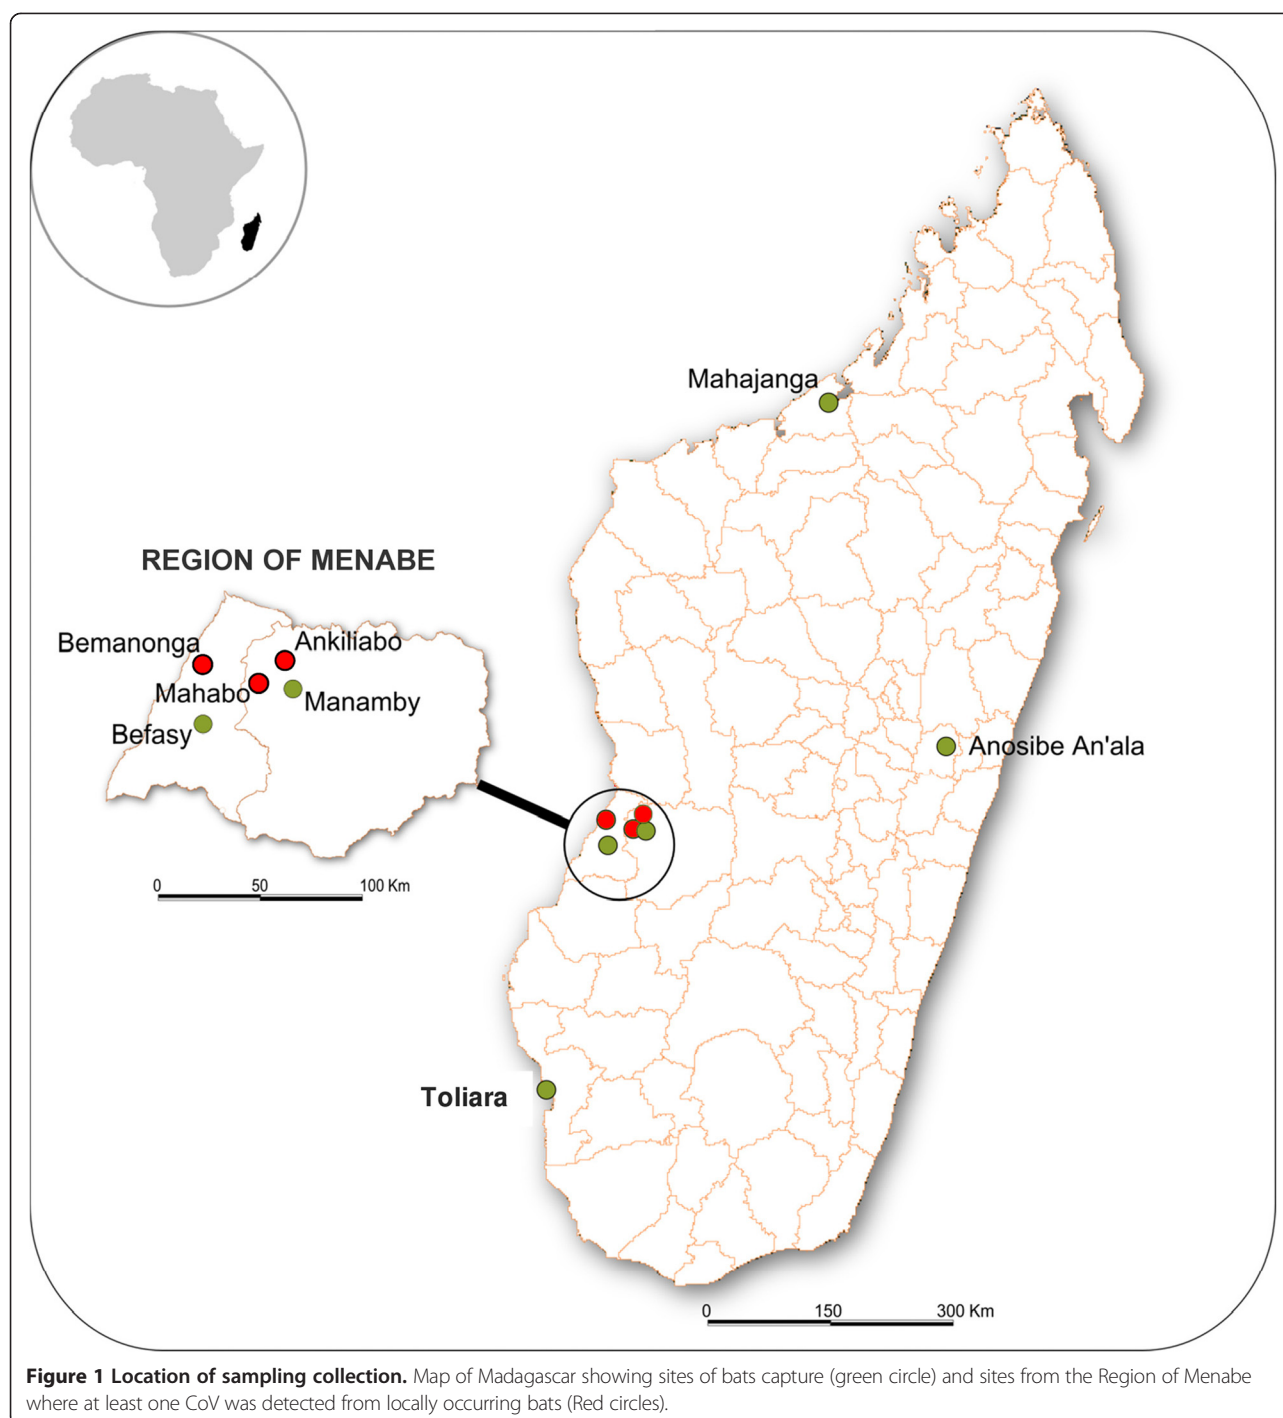 Mahajanga
REGION OF MENABE
Bemanonga
Ankiliabo
Mahabo
Manamby
Befasy
Anosibe An'ala
0 50 100 Km
Toliara
0 150 300 Km
Figure 1 Location of sampling collection. Map of Madagascar showing sites of bats capture (green circle) and sites from the Region of Menabe
where at least one CoV was detected from locally occurring bats (Red circles).